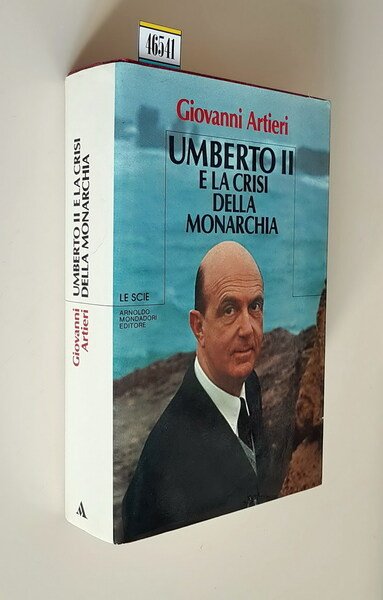 46541
Giovanni Artieri
UMBERTO II
E LA CRISI
DELLA
MONARCHIA
LE SCIE
ARNOLDO
MONDADORI
EDITORE
Giovanni
Artieri
UMBERTO II E LA CRISI
DELLA MONARCHIA